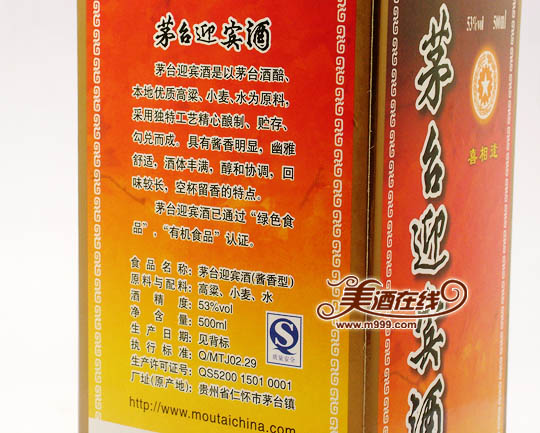 茅台迎宾酒
茅台迎宾酒是以茅台酒醅、
本地优质高粱、小麦、水为原料,
采用独特工艺精心酿制、贮存、
勾兑而成。具有酱香明显，幽雅
舒适，酒体丰满，醇和协调，回
味较长，空杯留香的特点。
茅台迎宾酒已通过“绿色食
品”，“有机食品”认证。
食品名称：茅台迎宾酒(酱香型)
原料与配料：高粱、小麦、水
酒精度：53%vol
净含量：500ml
生产日期：见背标
执行标准：Q/MTJ02.29
生产许可证号：QS5200 1501 0001
厂址(原产地)：贵州省仁怀市茅台镇
http://www.moutaichina.com
质量安全
53%vol 500ml
喜相逢
茅台迎宾酒
美酒在线
www.m999.com